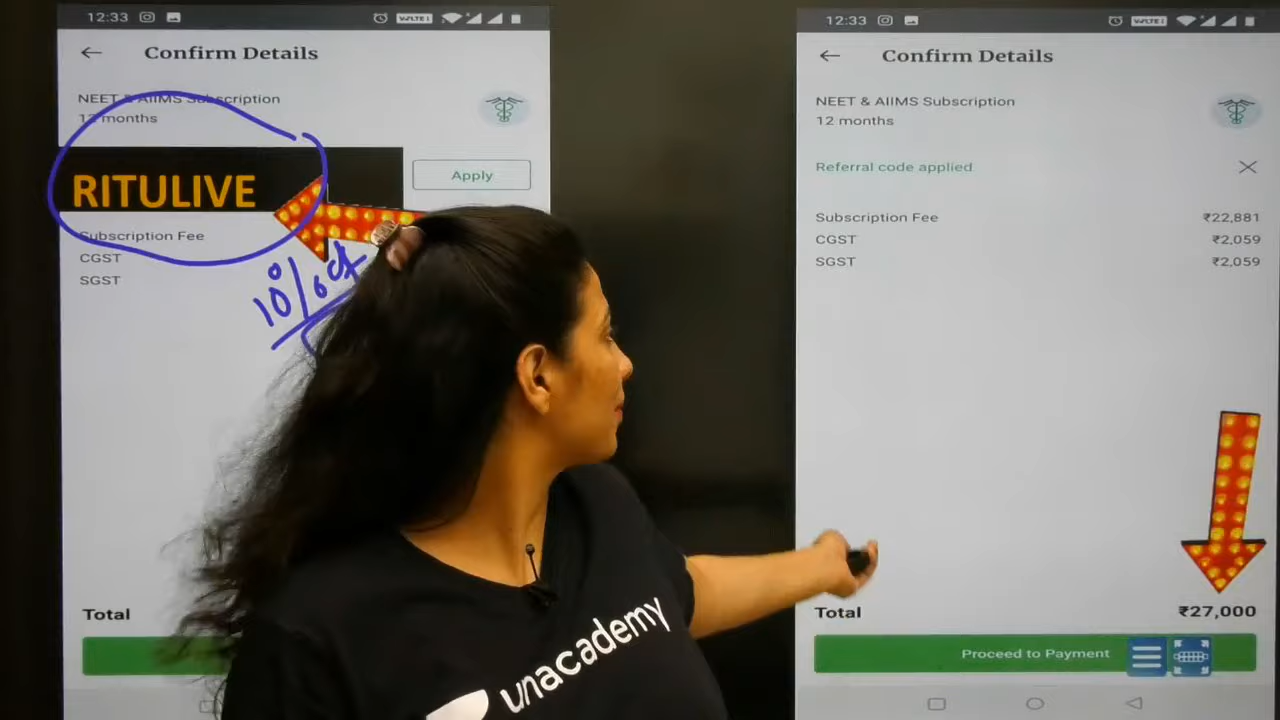 12:33
VoLTE
Confirm Details
NEET & AIIMS Subscription
12 months
RITULIVE
Apply
Subscription Fee
CGST
SGST
10% off
Total
unacademy
12:33
VoLTE
Confirm Details
NEET & AIIMS Subscription
12 months
Referral code applied
Subscription Fee ₹22,881
CGST ₹2,059
SGST ₹2,059
Total ₹27,000
Proceed to Payment